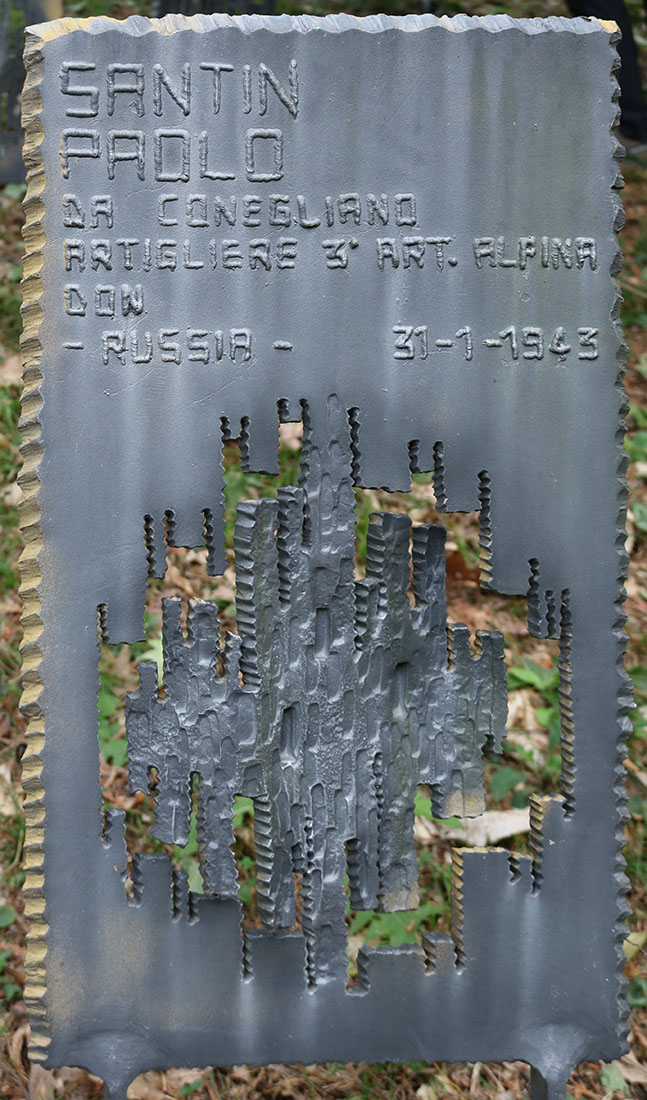 SANTIN
PAOLO
DA CONEGLIANO
ARTIGLIERE 3° ART. ALPINA
DON
- RUSSIA - 31-1-1943